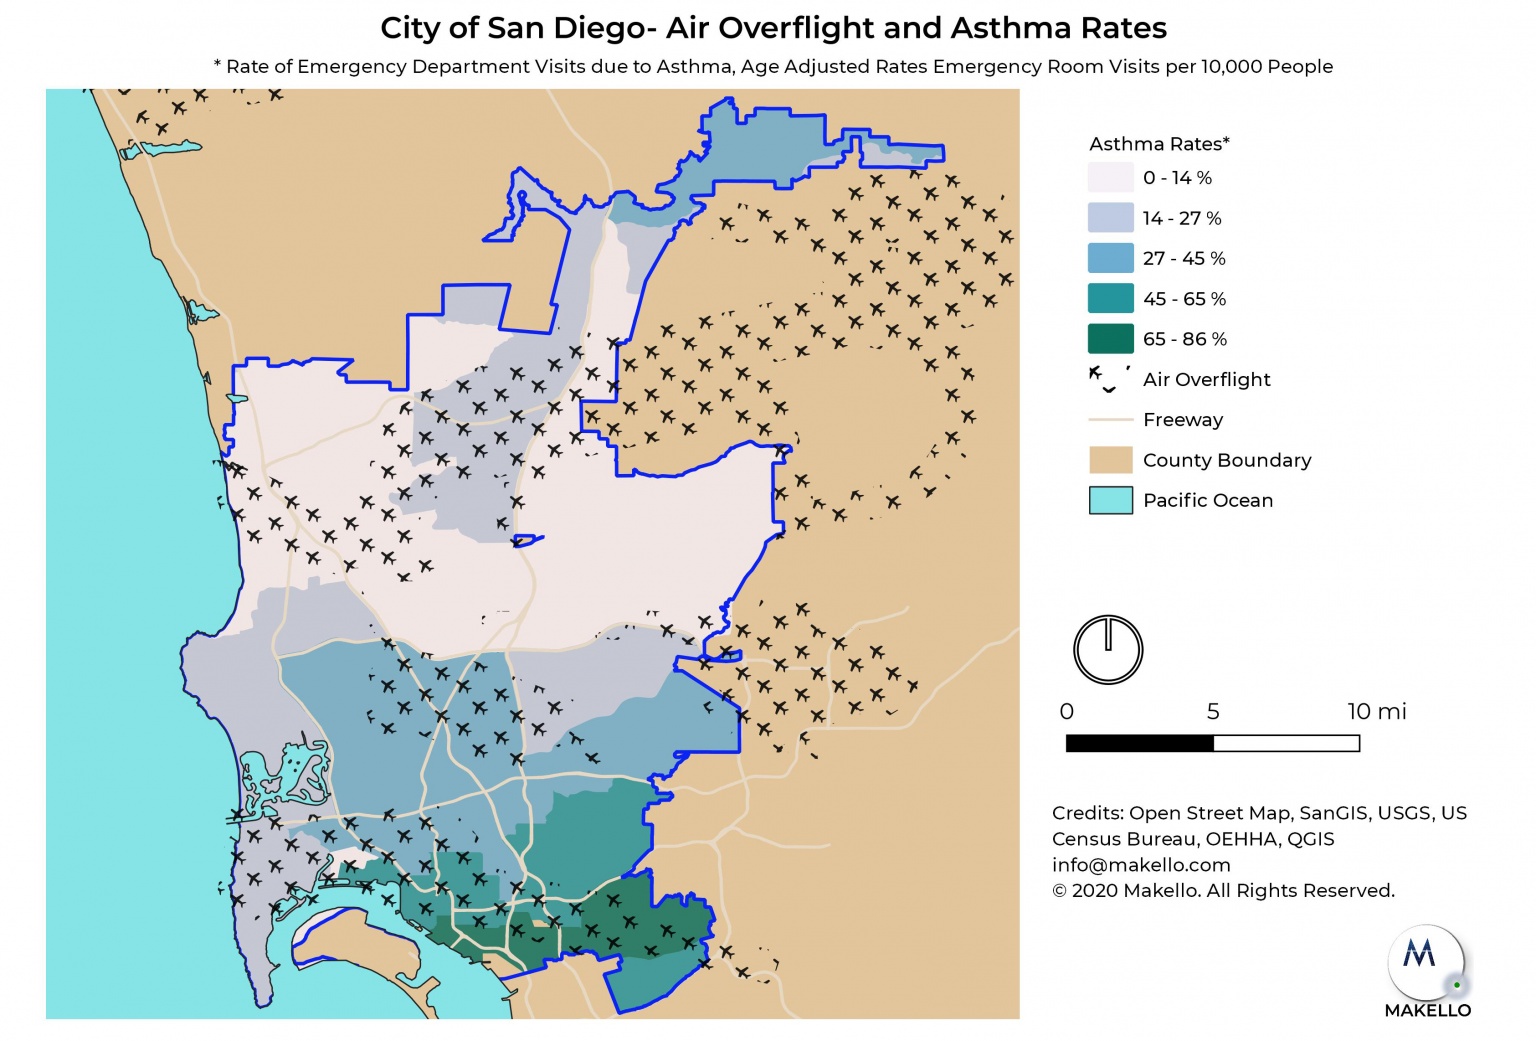 City of San Diego- Air Overflight and Asthma Rates
* Rate of Emergency Department Visits due to Asthma, Age Adjusted Rates Emergency Room Visits per 10,000 People
Asthma Rates*
0 - 14 %
14 - 27 %
27 - 45 %
45 - 65 %
65 - 86 %
Air Overflight
Freeway
County Boundary
Pacific Ocean
0 5 10 mi
Credits: Open Street Map, SanGIS, USGS, US
Census Bureau, OEHHA, QGIS
info@makello.com
© 2020 Makello. All Rights Reserved.
M
MAKELLO